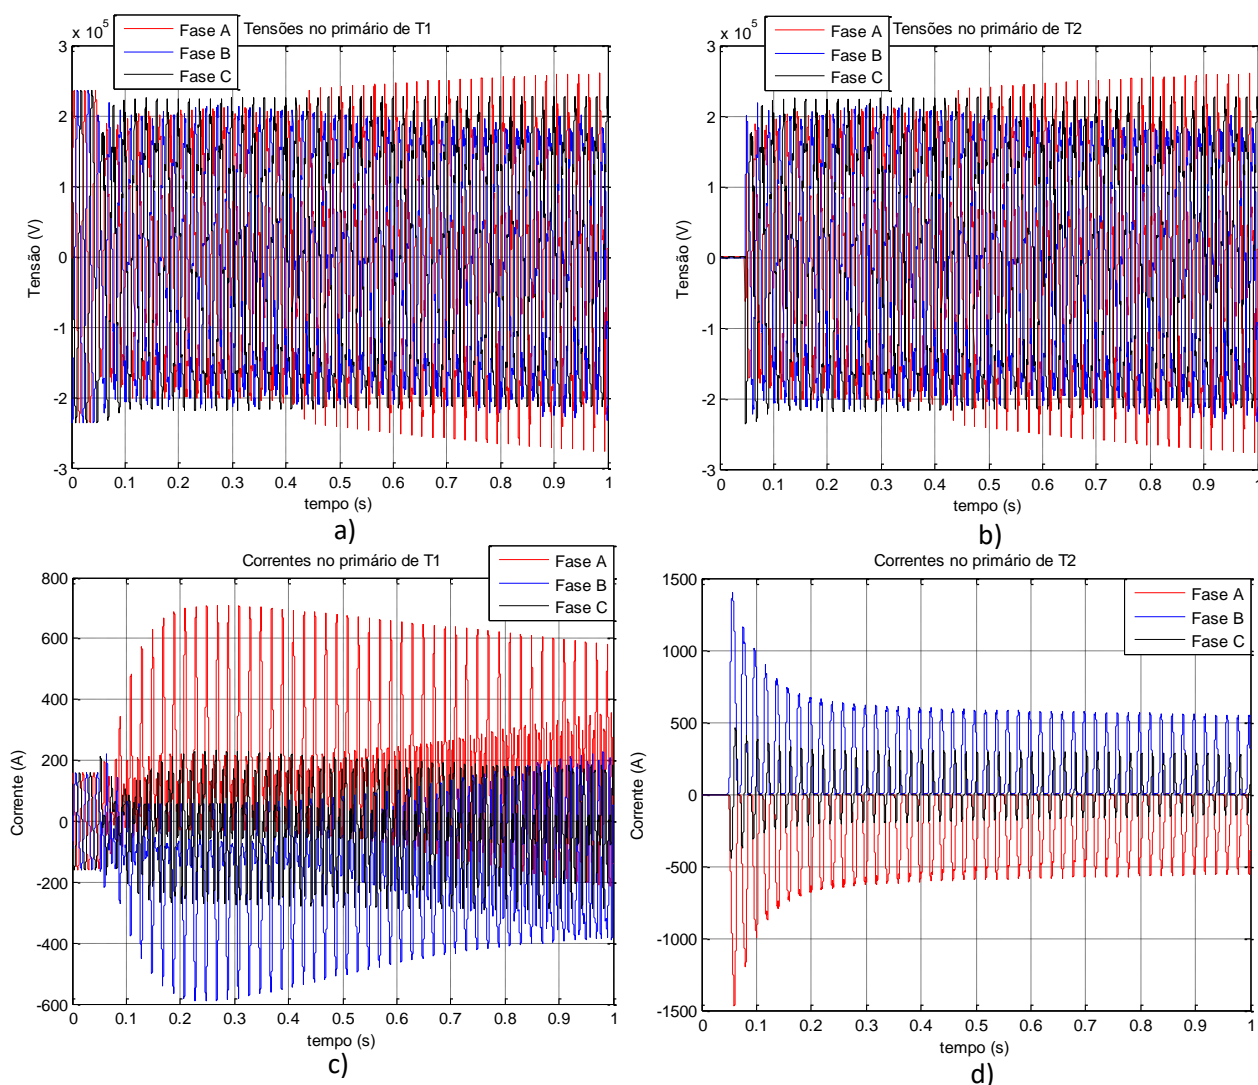 Tensões no primário de T1
x 10^5
Fase A
Fase B
Fase C
3
2
1
0
-1
-2
-3
Tensão (V)
0 0.1 0.2 0.3 0.4 0.5 0.6 0.7 0.8 0.9 1
tempo (s)
a)
Tensões no primário de T2
x 10^5
Fase A
Fase B
Fase C
3
2
1
0
-1
-2
-3
Tensão (V)
0 0.1 0.2 0.3 0.4 0.5 0.6 0.7 0.8 0.9 1
tempo (s)
b)
Correntes no primário de T1
Fase A
Fase B
Fase C
800
600
400
200
0
-200
-400
-600
Corrente (A)
0 0.1 0.2 0.3 0.4 0.5 0.6 0.7 0.8 0.9 1
tempo (s)
c)
Correntes no primário de T2
Fase A
Fase B
Fase C
1500
1000
500
0
-500
-1000
-1500
Corrente (A)
0 0.1 0.2 0.3 0.4 0.5 0.6 0.7 0.8 0.9 1
tempo (s)
d)